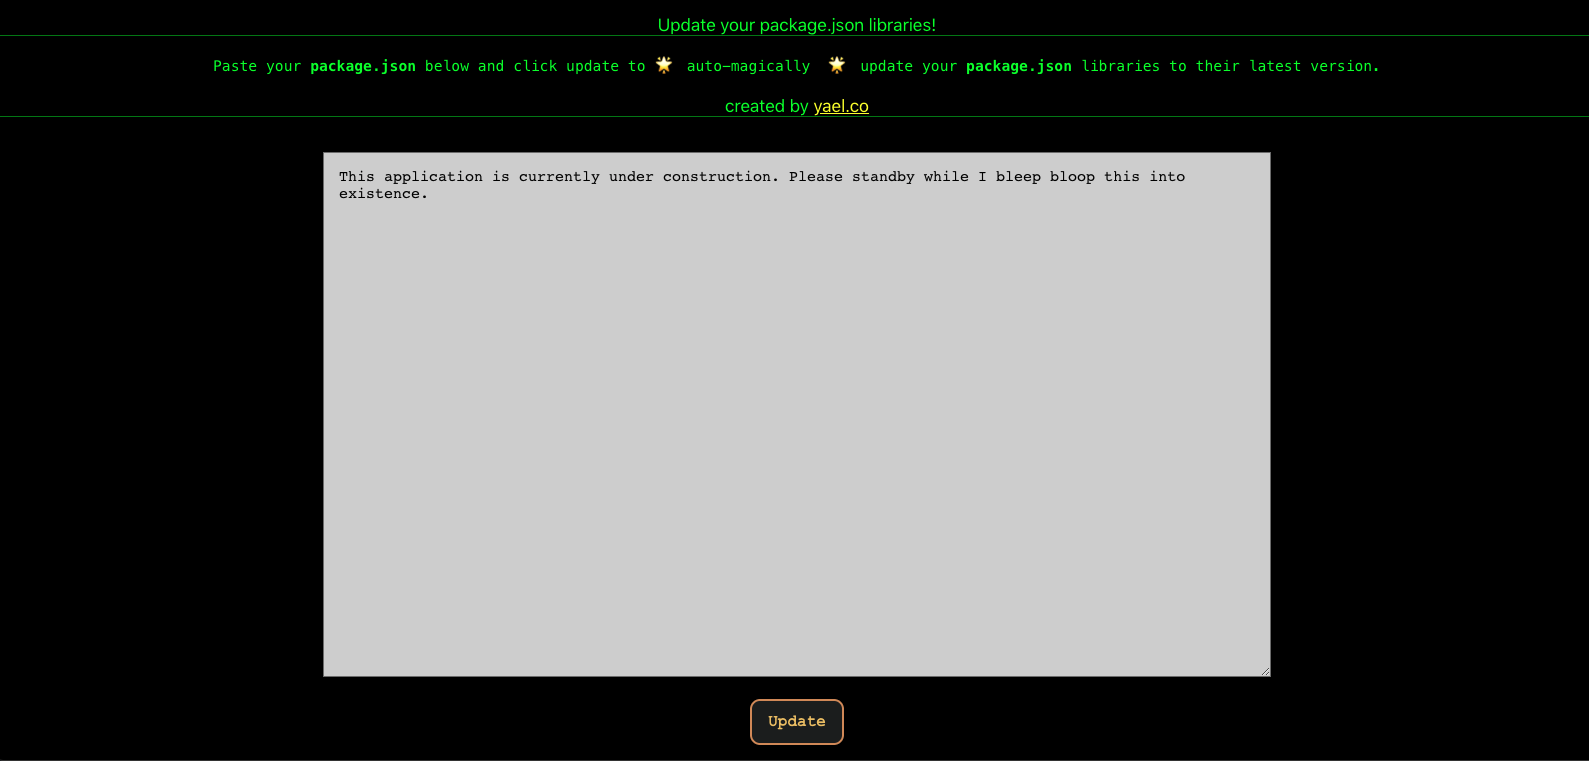 Update your package.json libraries!
Paste your package.json below and click update to 🌟 auto-magically 🌟 update your package.json libraries to their latest version.
created by yael.co
This application is currently under construction. Please standby while I bleep bloop this into
existence.
Update